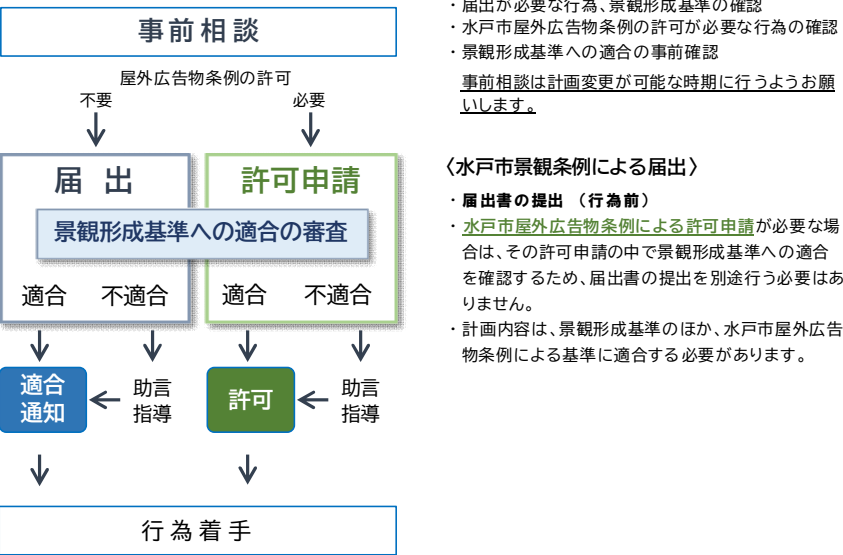 事前相談
屋外広告物条例の許可
不要
必要
届 出
許可申請
景観形成基準への適合の審査
適合
不適合
適合
不適合
適合
通知
助言
指導
許可
助言
指導
行為着手
・届出が必要な行為、景観形成基準の確認
・水戸市屋外広告物条例の許可が必要な行為の確認
・景観形成基準への適合の事前確認
事前相談は計画変更が可能な時期に行うようお願
いします。
〈水戸市景観条例による届出〉
・届出書の提出 (行為前)
・水戸市屋外広告物条例による許可申請が必要な場
合は、その許可申請の中で景観形成基準への適合
を確認するため、届出書の提出を別途行う必要はあ
りません。
・計画内容は、景観形成基準のほか、水戸市屋外広告
物条例による基準に適合する必要があります。